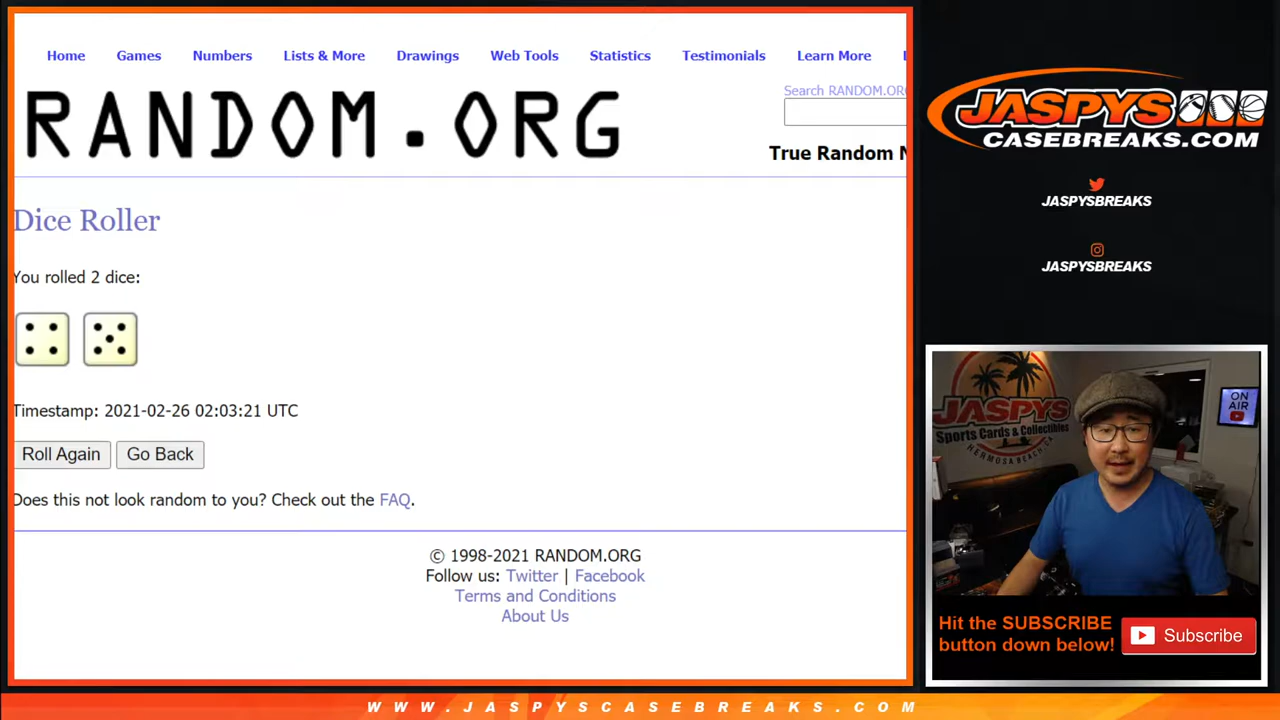 Home Games Numbers Lists & More Drawings Web Tools Statistics Testimonials Learn More
RANDOM.ORG
Search RANDOM.ORG
True Random N
Dice Roller
You rolled 2 dice:
Timestamp: 2021-02-26 02:03:21 UTC
Roll Again Go Back
Does this not look random to you? Check out the FAQ.
© 1998-2021 RANDOM.ORG
Follow us: Twitter | Facebook
Terms and Conditions
About Us
JASPYS
CASEBREAKS.COM
JASPYSBREAKS
JASPYSBREAKS
JASPYS
Sports Cards & Collectibles
HERMOSA BEACH, CA
ON
AIR
Hit the SUBSCRIBE
button down below!
Subscribe
WWW.JASPYSCASEBREAKS.COM